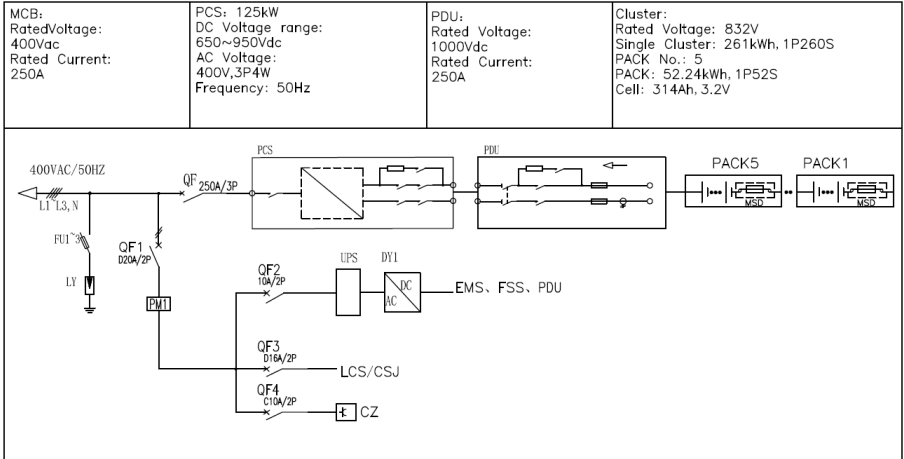 MCB:
RatedVoltage:
400Vac
Rated Current:
250A
PCS: 125kW
DC Voltage range:
650~950Vdc
AC Voltage:
400V,3P4W
Frequency: 50Hz
PDU:
Rated Voltage:
1000Vdc
Rated Current:
250A
Cluster:
Rated Voltage: 832V
Single Cluster: 261kWh,1P260S
PACK No.: 5
PACK: 52.24kWh,1P52S
Cell: 314Ah,3.2V
400VAC/50HZ
L1~L3,N
QF
250A/3P
PCS
PDU
PACK5
MSD
PACK1
MSD
FU1~3
LY
QF1
D20A/2P
PM1
QF2
10A/2P
UPS
DY1
DC
AC
EMS、FSS、PDU
QF3
D16A/2P
LCS/CSJ
QF4
C10A/2P
CZ